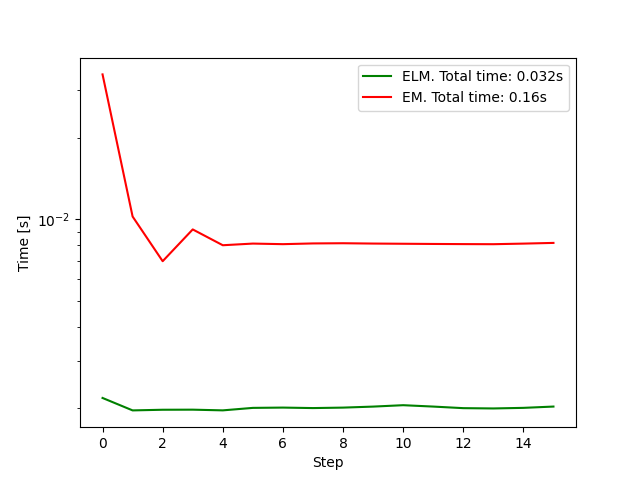 ELM. Total time: 0.032s
EM. Total time: 0.16s
Time [s]
10⁻²
0 2 4 6 8 10 12 14
Step